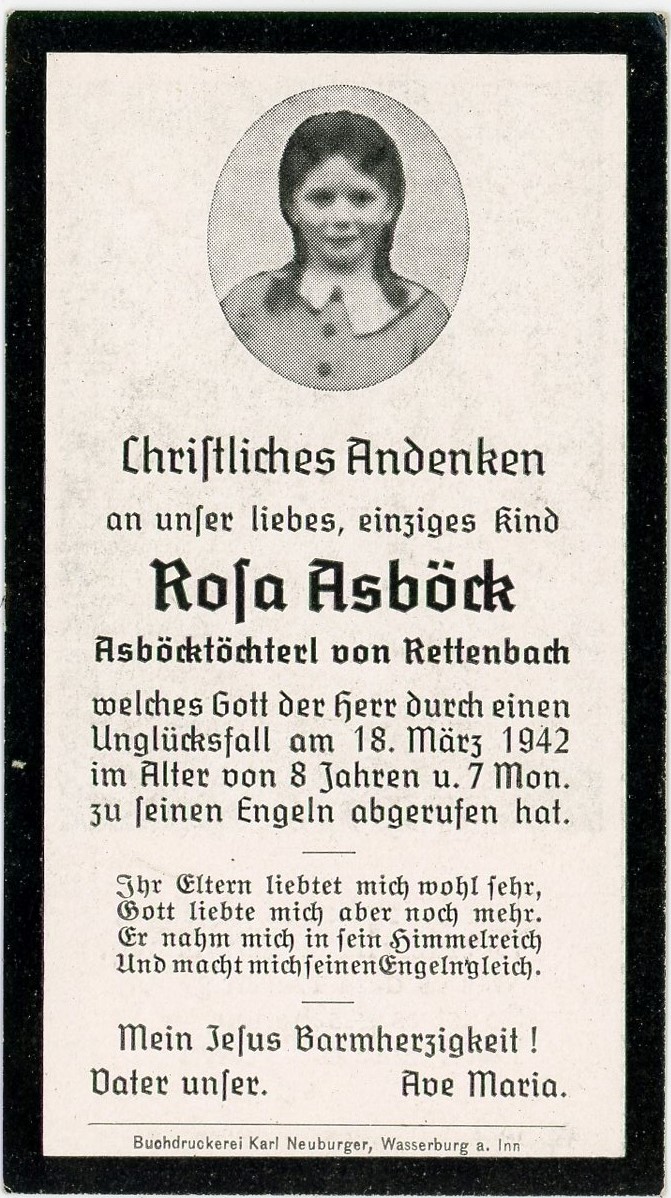 Chriſtliches Andenken
an unſer liebes, einziges Kind
Roſa Asböck
Asböcktöchterl von Rettenbach
welches Gott der Herr durch einen
Unglücksfall am 18. März 1942
im Alter von 8 Jahren u. 7 Mon.
zu ſeinen Engeln abgerufen hat.
Ihr Eltern liebtet mich wohl ſehr,
Gott liebte mich aber noch mehr.
Er nahm mich in ſein Himmelreich
Und macht mich ſeinen Engeln gleich.
Mein Jeſus Barmherzigkeit !
Vater unſer. Ave Maria.
Buchdruckerei Karl Neuburger, Wasserburg a. Inn